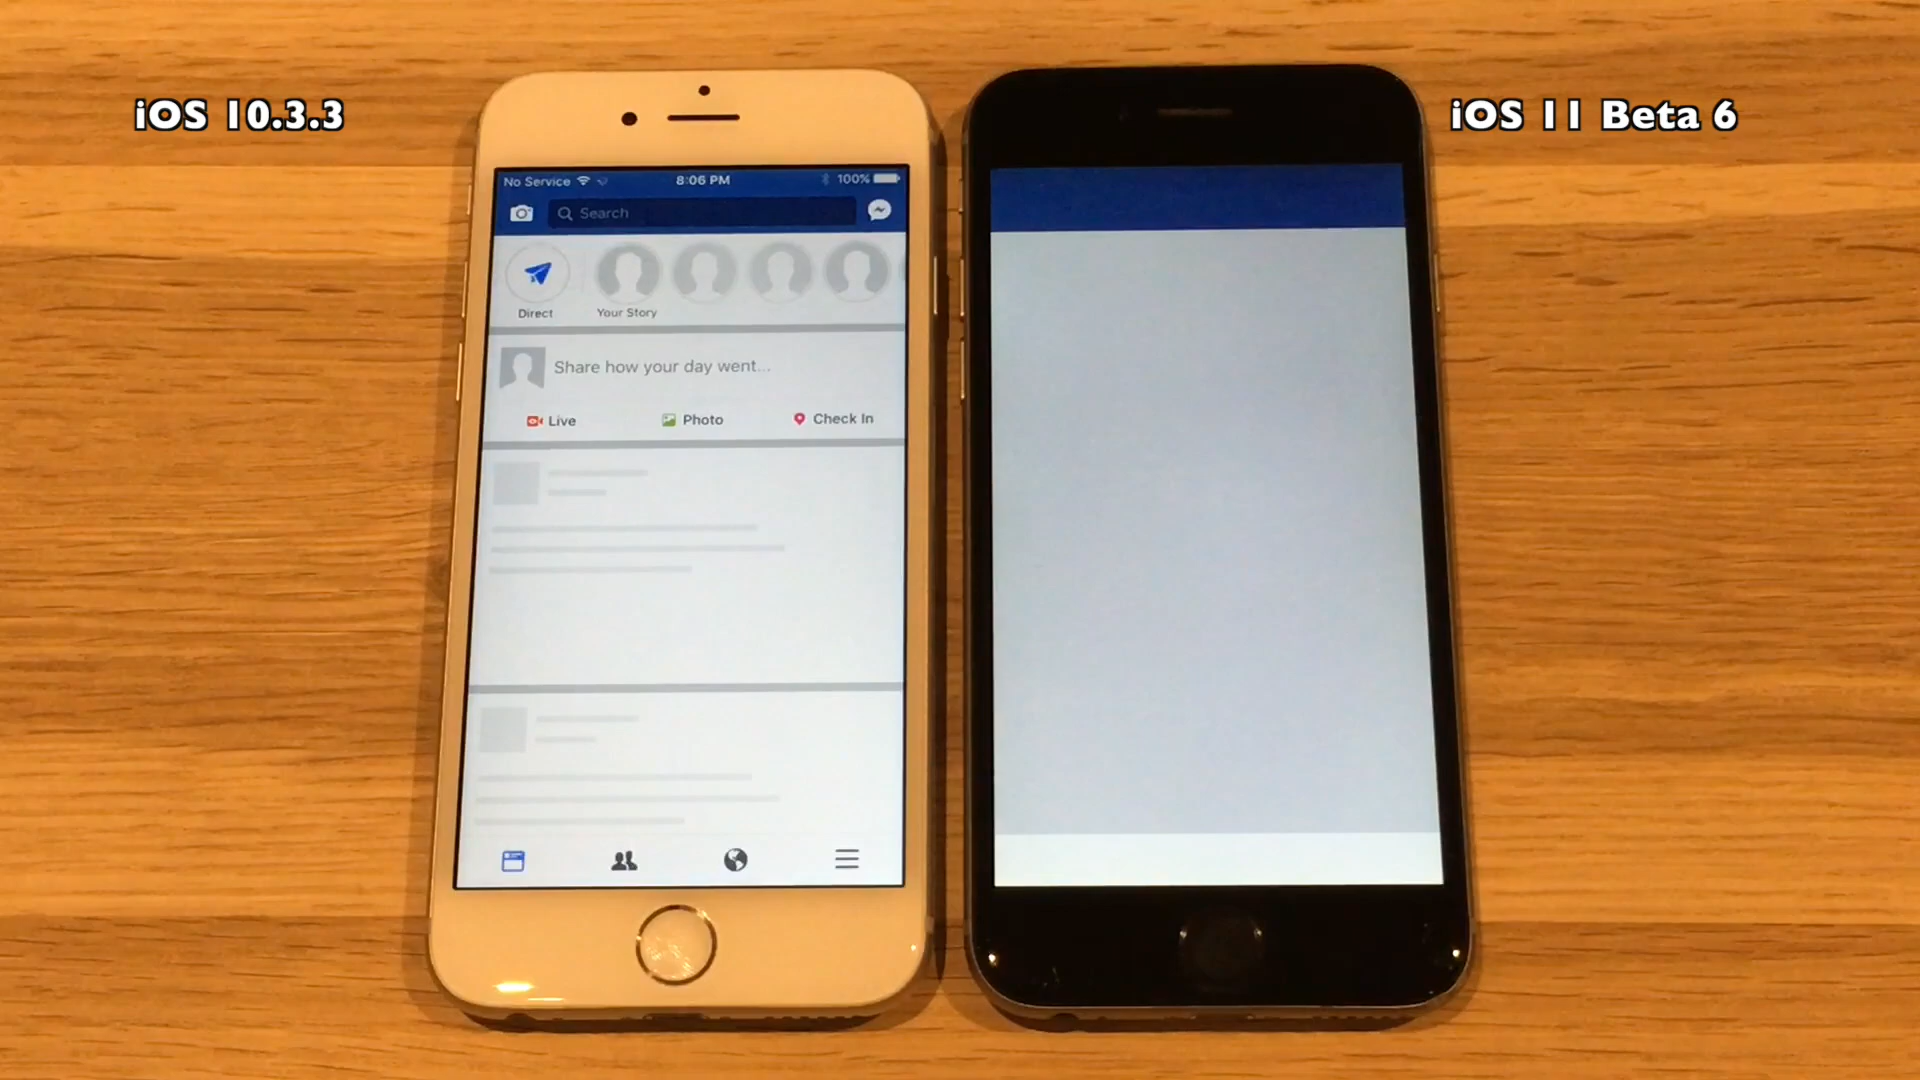 iOS 10.3.3
iOS 11 Beta 6
No Service 8:06 PM 100%
Search
Direct Your Story
Share how your day went...
Live Photo Check In